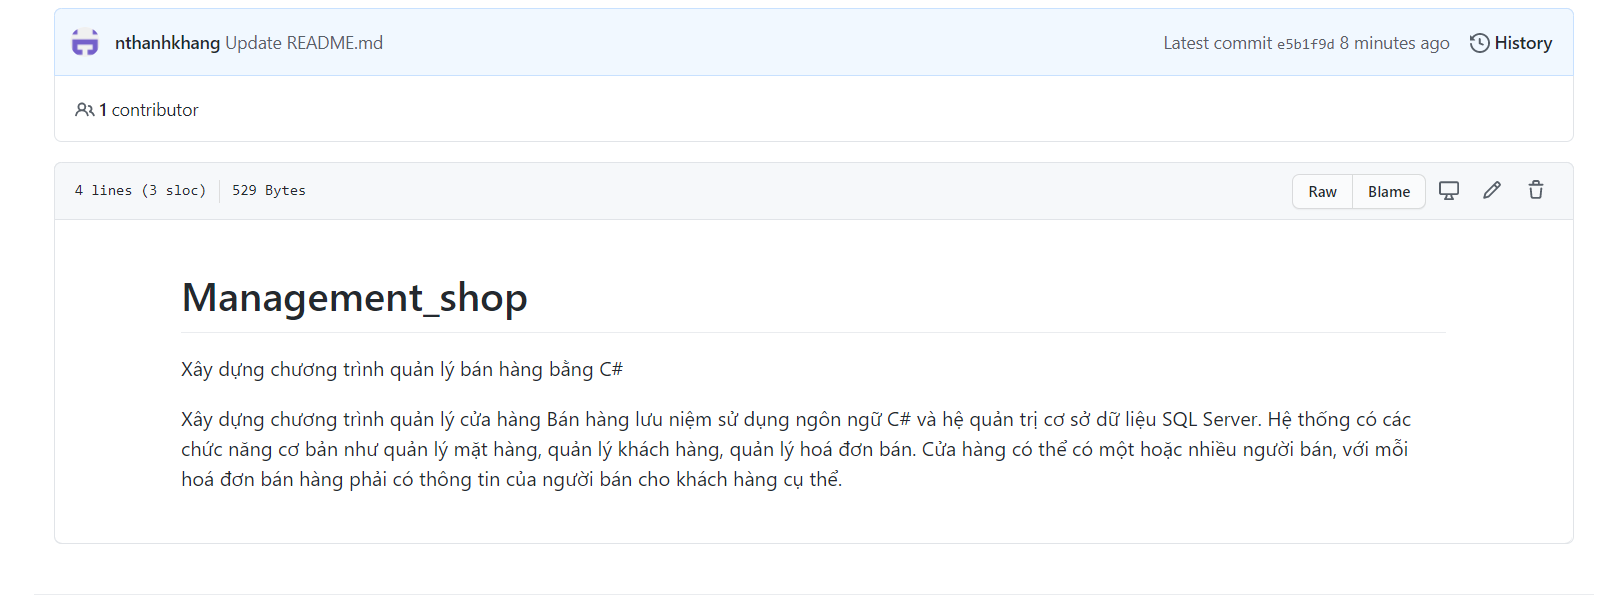 nthanhkhang Update README.md
Latest commit e5b1f9d 8 minutes ago History
1 contributor
4 lines (3 sloc) 529 Bytes
Raw Blame
Management_shop
Xây dựng chương trình quản lý bán hàng bằng C#
Xây dựng chương trình quản lý cửa hàng Bán hàng lưu niệm sử dụng ngôn ngữ C# và hệ quản trị cơ sở dữ liệu SQL Server. Hệ thống có các
chức năng cơ bản như quản lý mặt hàng, quản lý khách hàng, quản lý hoá đơn bán. Cửa hàng có thể có một hoặc nhiều người bán, với mỗi
hoá đơn bán hàng phải có thông tin của người bán cho khách hàng cụ thể.